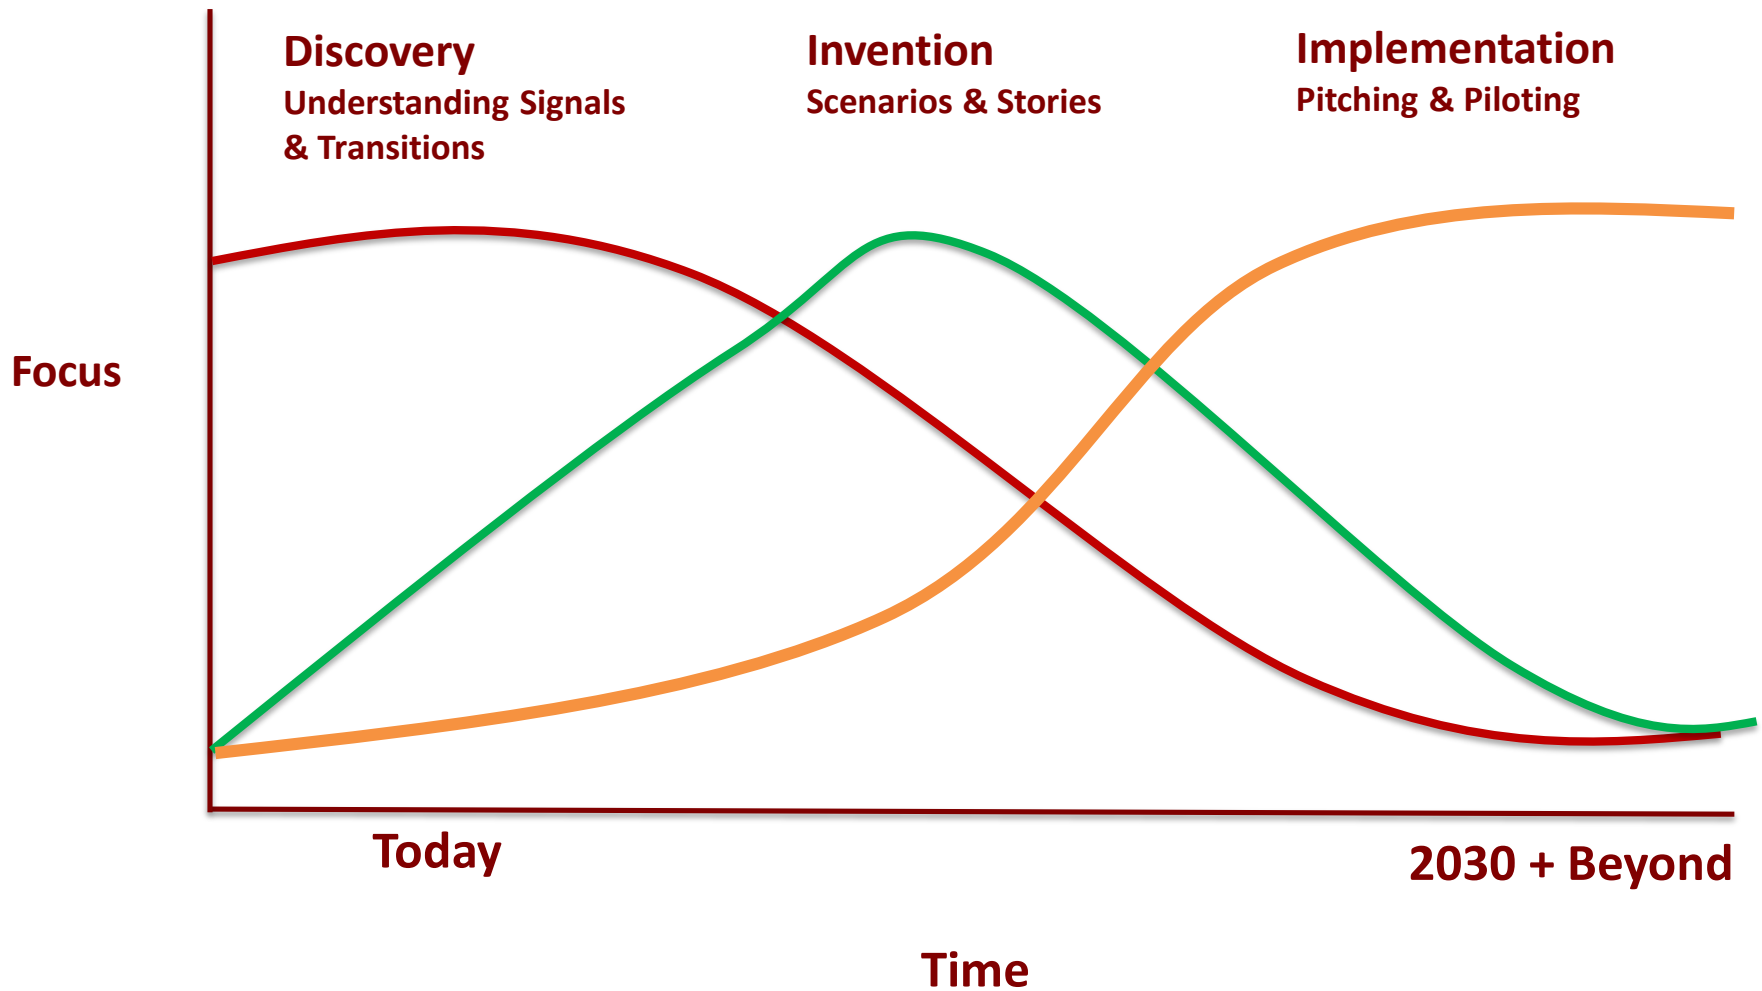 Discovery
Understanding Signals
& Transitions
Invention
Scenarios & Stories
Implementation
Pitching & Piloting
Focus
Today
2030 + Beyond
Time